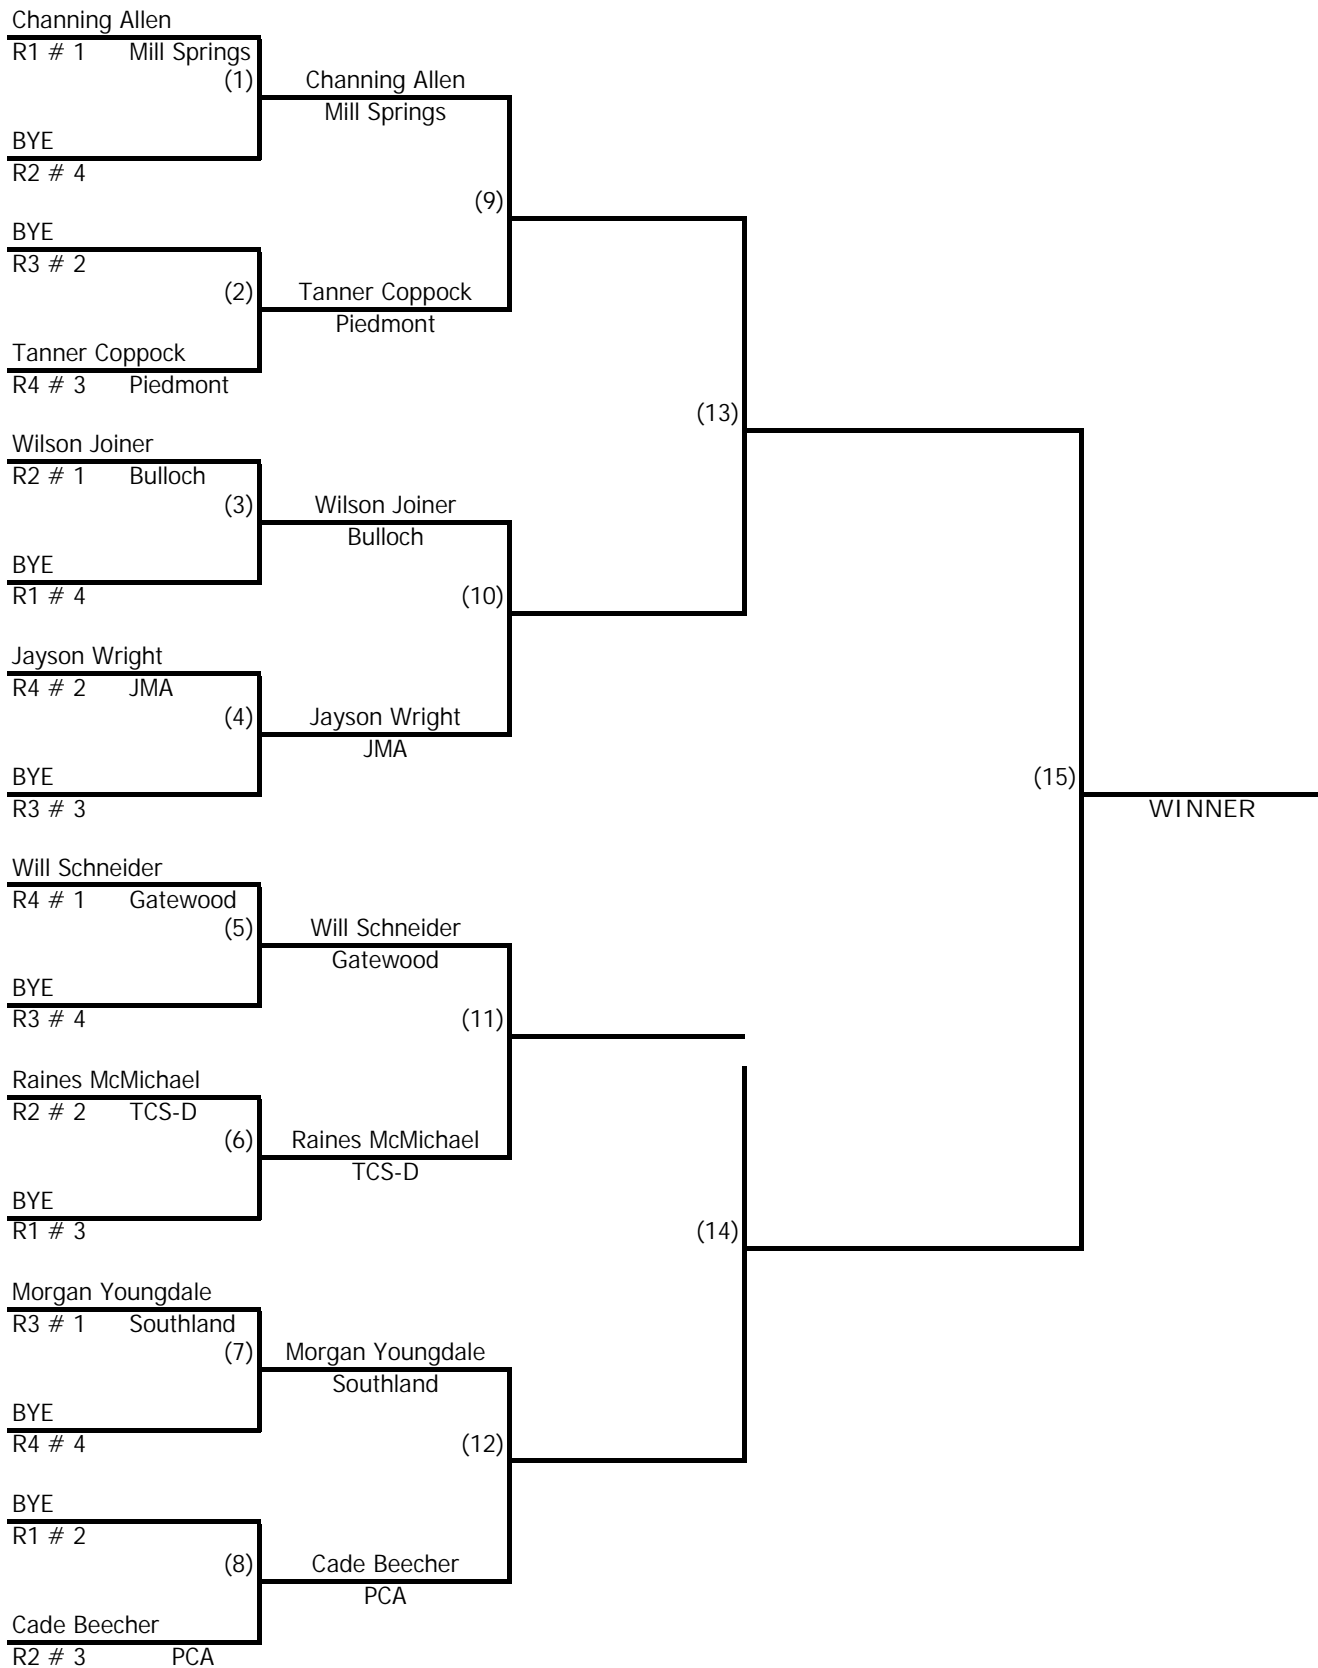 Channing Allen
R1 # 1 Mill Springs
(1)
Channing Allen
Mill Springs
BYE
R2 # 4
(9)
BYE
R3 # 2
(2)
Tanner Coppock
Piedmont
Tanner Coppock
R4 # 3 Piedmont
(13)
Wilson Joiner
R2 # 1 Bulloch
(3)
Wilson Joiner
Bulloch
BYE
R1 # 4
(10)
Jayson Wright
R4 # 2 JMA
(4)
Jayson Wright
JMA
BYE
R3 # 3
(15)
WINNER
Will Schneider
R4 # 1 Gatewood
(5)
Will Schneider
Gatewood
BYE
R3 # 4
(11)
Raines McMichael
R2 # 2 TCS-D
(6)
Raines McMichael
TCS-D
BYE
R1 # 3
(14)
Morgan Youngdale
R3 # 1 Southland
(7)
Morgan Youngdale
Southland
BYE
R4 # 4
(12)
BYE
R1 # 2
(8)
Cade Beecher
PCA
Cade Beecher
R2 # 3 PCA